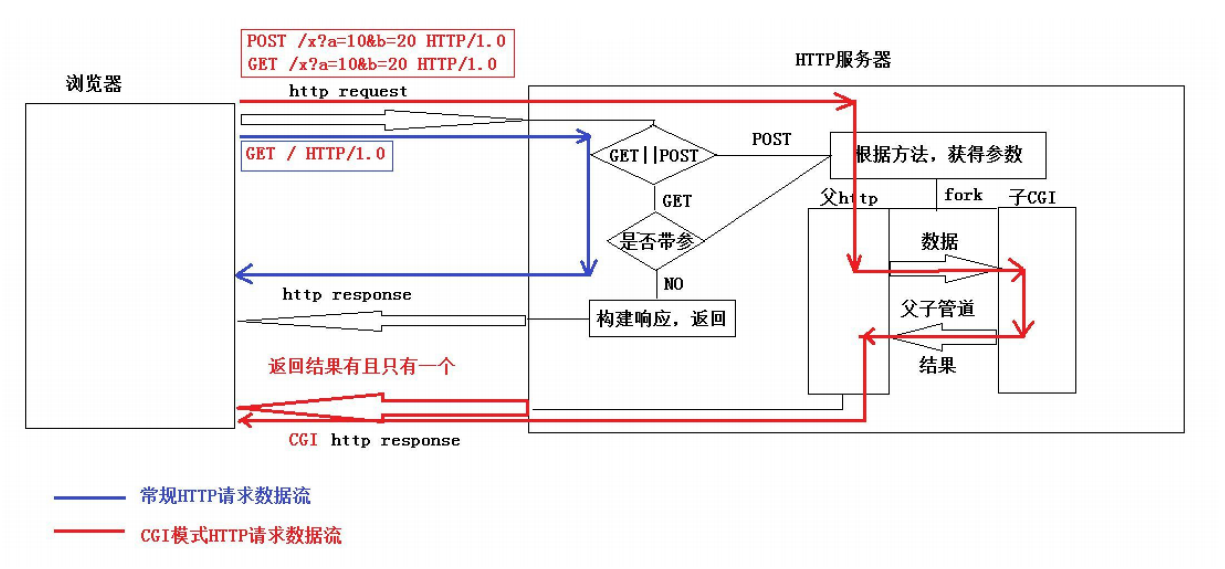 POST /x?a=10&b=20 HTTP/1.0
GET /x?a=10&b=20 HTTP/1.0
HTTP服务器
浏览器
http request
GET / HTTP/1.0
GET||POST
POST
根据方法，获得参数
GET
父http
fork
子CGI
是否带参
数据
NO
http response
构建响应，返回
父子管道
结果
返回结果有且只有一个
CGI http response
常规HTTP请求数据流
CGI模式HTTP请求数据流